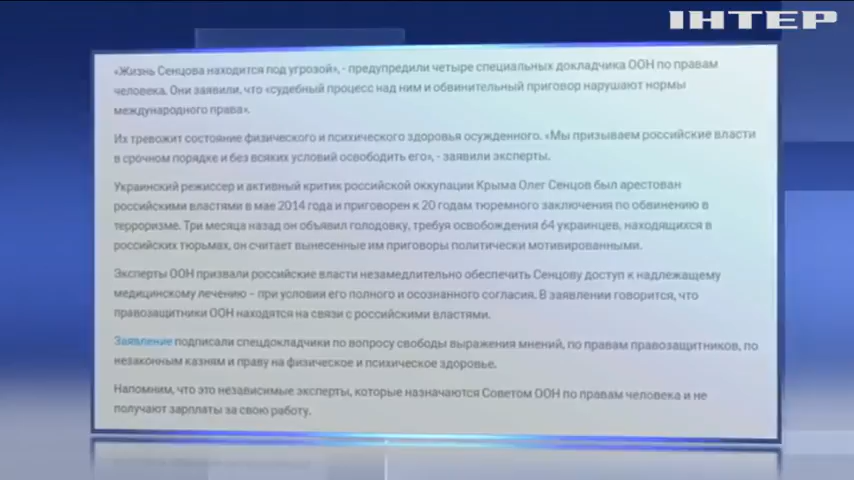 ІНТЕР
«Жизнь Сенцова находится под угрозой», - предупредили четыре специальных докладчика ООН по правам
человека. Они заявили, что «судебный процесс над ним и обвинительный приговор нарушают нормы
международного права».
Их тревожит состояние физического и психического здоровья осужденного. «Мы призываем российские власти
в срочном порядке и без всяких условий освободить его», - заявили эксперты.
Украинский режиссер и активный критик российской оккупации Крыма Олег Сенцов был арестован
российскими властями в мае 2014 года и приговорен к 20 годам тюремного заключения по обвинению в
терроризме. Три месяца назад он объявил голодовку, требуя освобождения 64 украинцев, находящихся в
российских тюрьмах, он считает вынесенные им приговоры политически мотивированными.
Эксперты ООН призвали российские власти незамедлительно обеспечить Сенцову доступ к надлежащему
медицинскому лечению – при условии его полного и осознанного согласия. В заявлении говорится, что
правозащитники ООН находятся на связи с российскими властями.
Заявление подписали спецдокладчики по вопросу свободы выражения мнений, по правам правозащитников, по
незаконным казням и праву на физическое и психическое здоровье.
Напомним, что это независимые эксперты, которые назначаются Советом ООН по правам человека и не
получают зарплаты за свою работу.